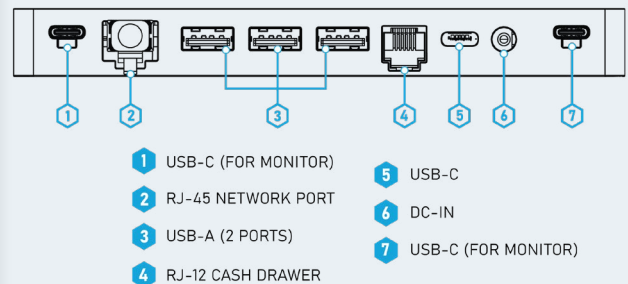 1 2 3 4 5 6 7
1 USB-C (FOR MONITOR)
2 RJ-45 NETWORK PORT
3 USB-A (2 PORTS)
4 RJ-12 CASH DRAWER
5 USB-C
6 DC-IN
7 USB-C (FOR MONITOR)